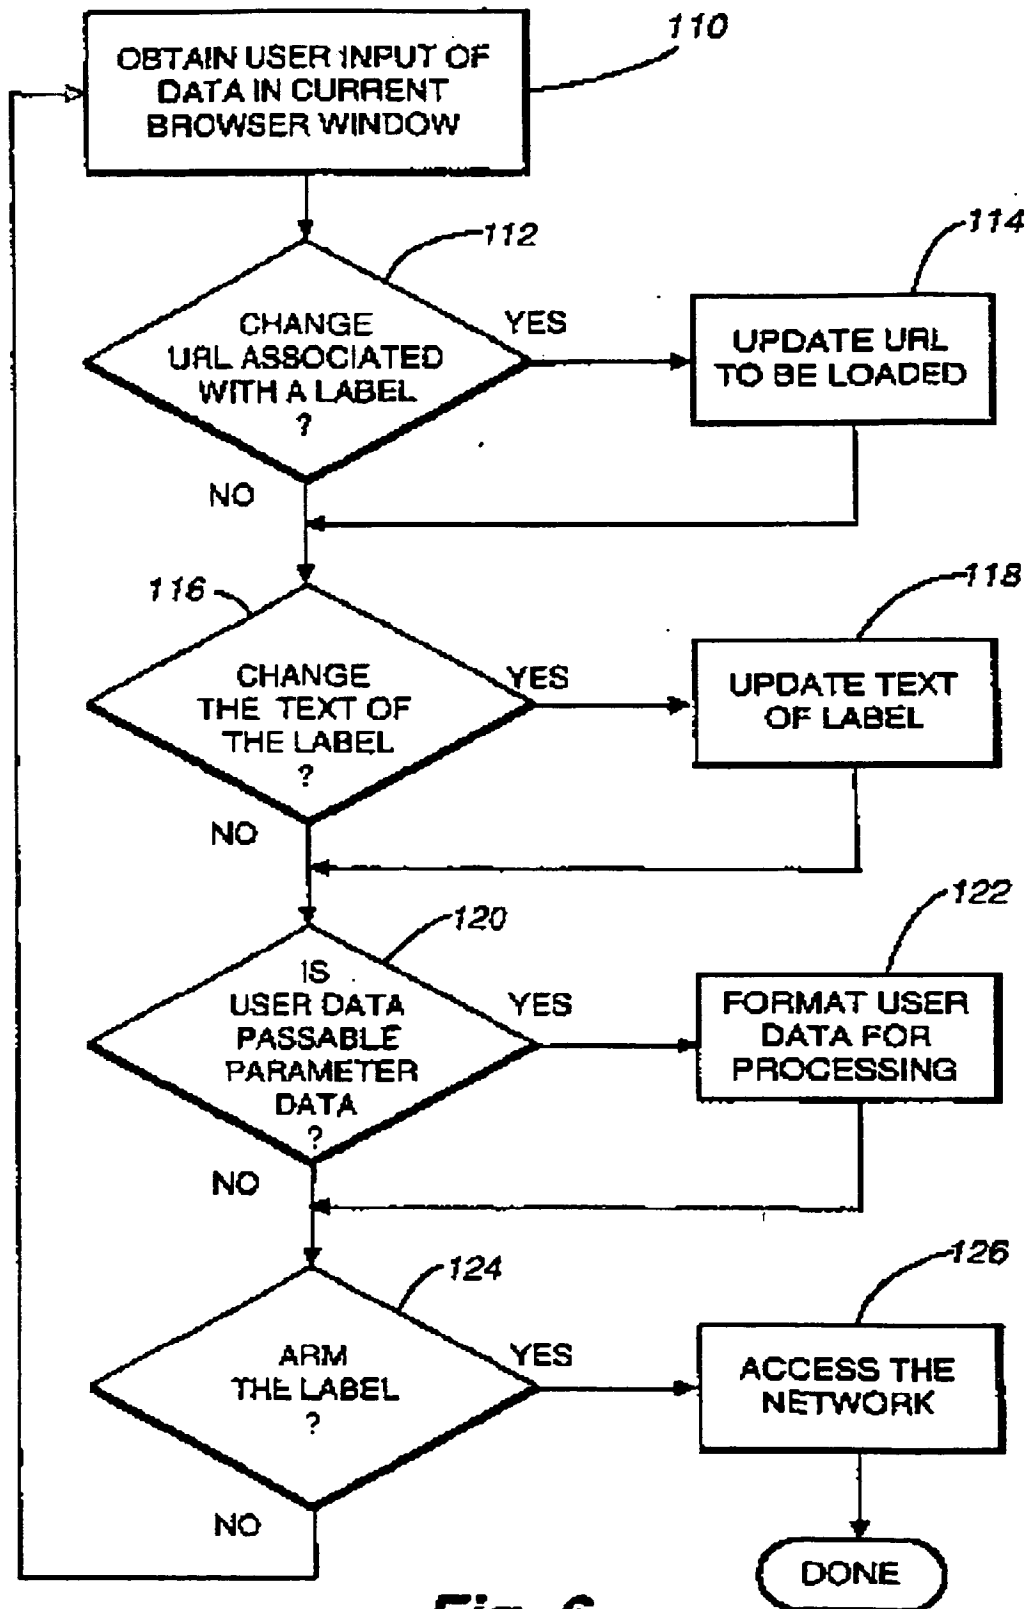 110
OBTAIN USER INPUT OF
DATA IN CURRENT
BROWSER WINDOW
112
114
CHANGE
URL ASSOCIATED
WITH A LABEL
?
YES
UPDATE URL
TO BE LOADED
NO
116
118
CHANGE
THE TEXT OF
THE LABEL
?
YES
UPDATE TEXT
OF LABEL
NO
120
122
IS
USER DATA
PASSABLE
PARAMETER
DATA
?
YES
FORMAT USER
DATA FOR
PROCESSING
NO
124
126
ARM
THE LABEL
?
YES
ACCESS THE
NETWORK
NO
DONE
Fig. 6